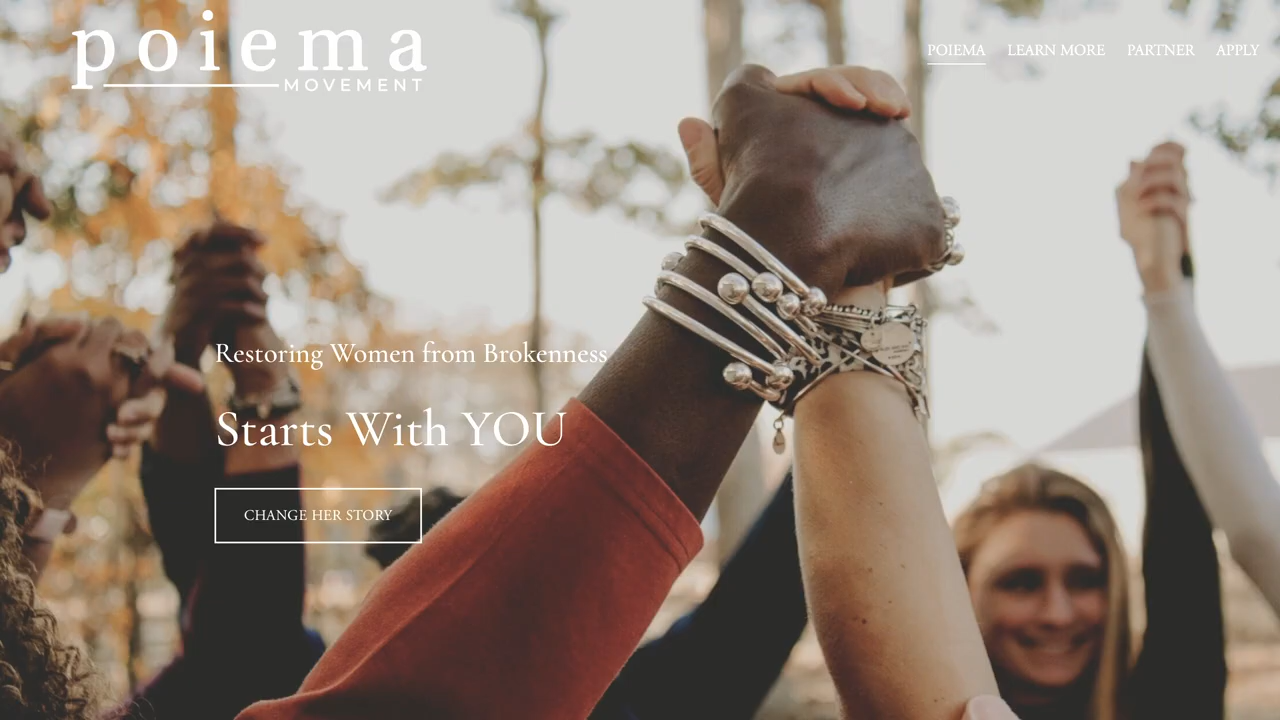 poiema
MOVEMENT
POIEMA LEARN MORE PARTNER APPLY
Restoring Women from Brokenness
Starts With YOU
CHANGE HER STORY